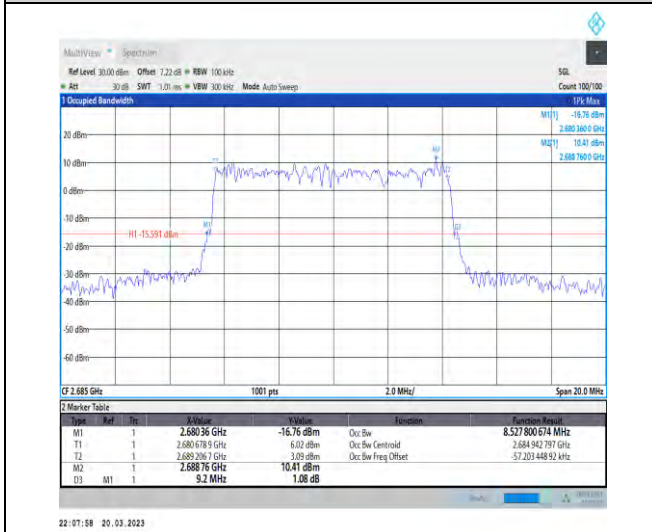 MultiView Spectrum
Ref Level 30.00 dBm Offset 7.22 dB RBW 100 kHz SGL
Att 30 dB SWT 1.01 ms VBW 300 kHz Mode Auto Sweep Count 100/100
1 Occupied Bandwidth 1Pk Max
M1[1] -16.76 dBm
2.680 360 0 GHz
M2[1] 10.41 dBm
2.688 760 0 GHz
20 dBm
10 dBm
M2
T1
T2
0 dBm
-10 dBm
M1
D3
H1 -15.591 dBm
-30 dBm
-40 dBm
-50 dBm
-60 dBm
CF 2.685 GHz 1001 pts 2.0 MHz/ Span 20.0 MHz
2 Marker Table
Type Ref Trc X-Value Y-Value Function Function Result
M1 1 2.680 36 GHz -16.76 dBm Occ Bw 8.527 800 674 MHz
T1 1 2.680 678 9 GHz 6.02 dBm Occ Bw Centroid 2.684 942 797 GHz
T2 1 2.689 206 7 GHz 3.09 dBm Occ Bw Freq Offset -57.203 448 92 kHz
M2 1 2.688 76 GHz 10.41 dBm
D3 M1 1 9.2 MHz 1.08 dB
22:07:58 20.03.2023